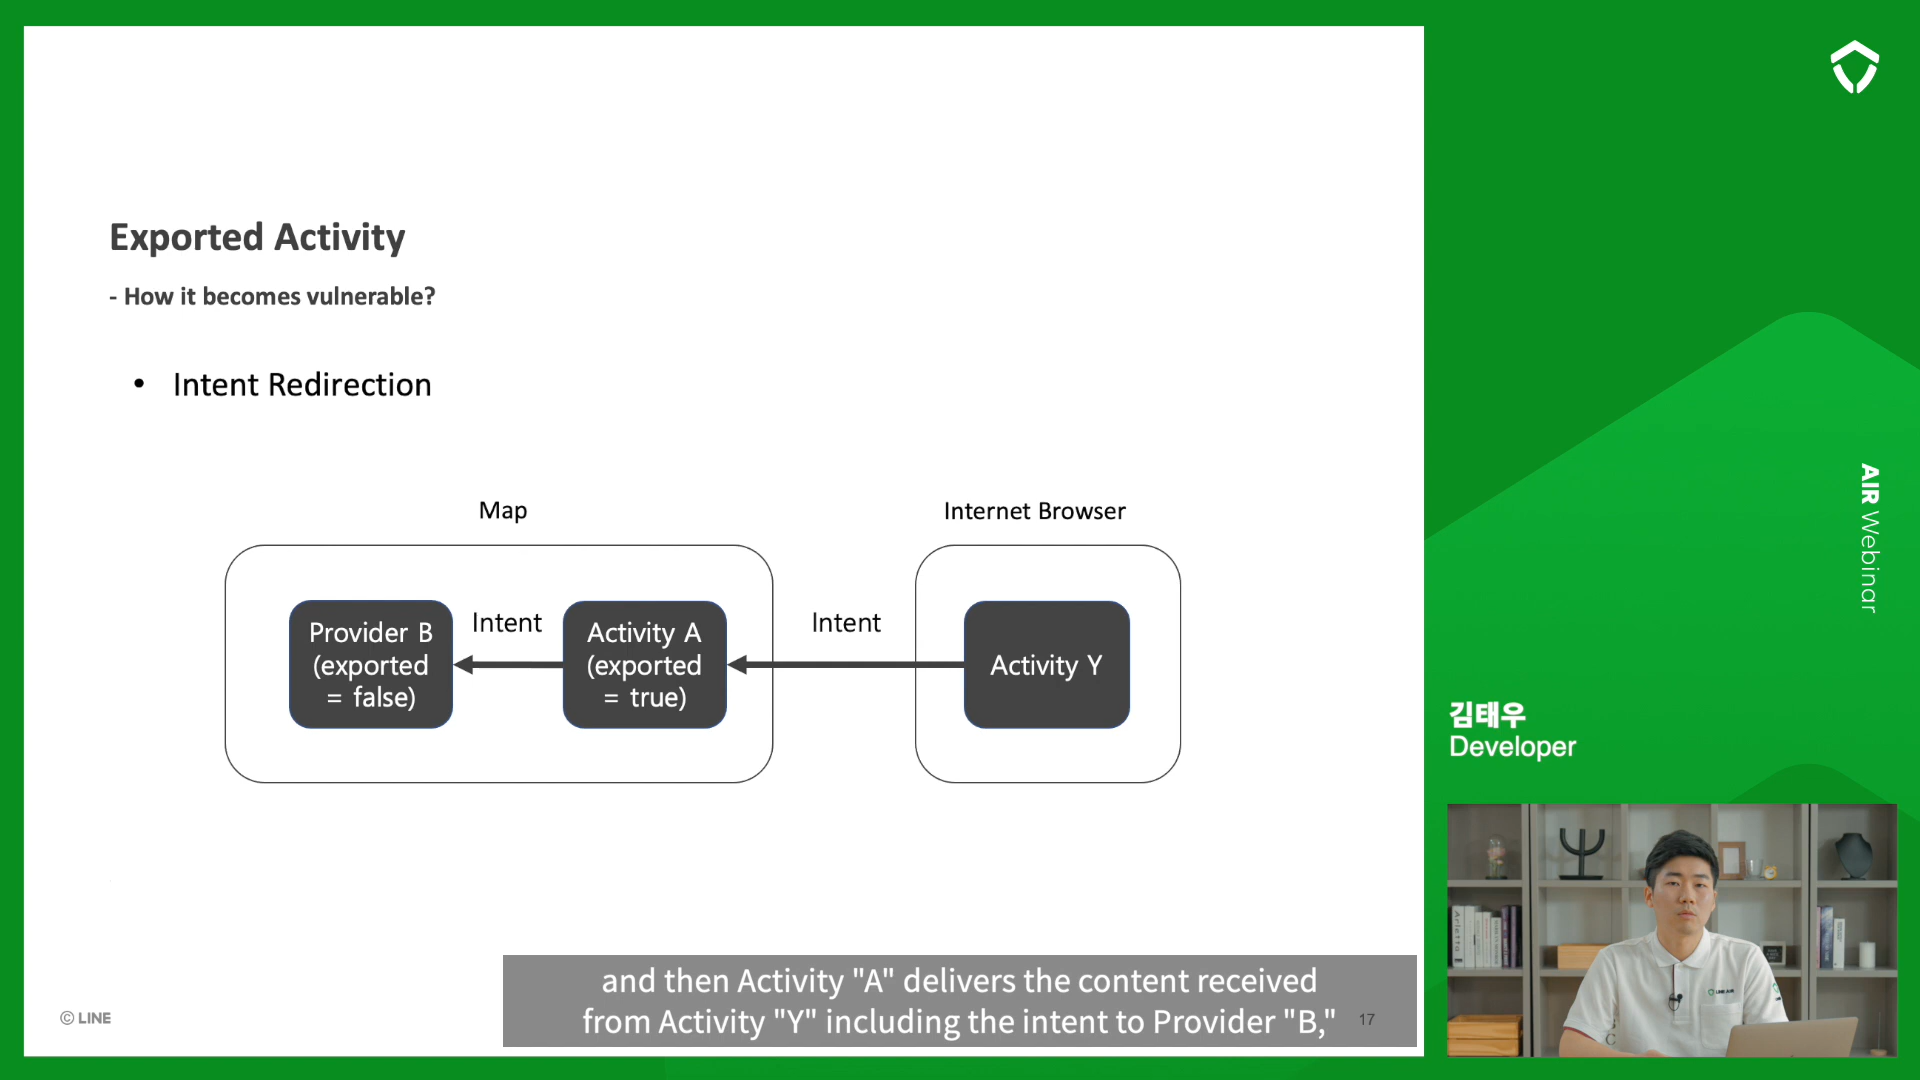 Exported Activity
- How it becomes vulnerable?
• Intent Redirection
Map
Internet Browser
Provider B
(exported
= false)
Intent
Activity A
(exported
= true)
Intent
Activity Y
and then Activity "A" delivers the content received
from Activity "Y" including the intent to Provider "B,"
17
© LINE
AIR Webinar
김태우
Developer